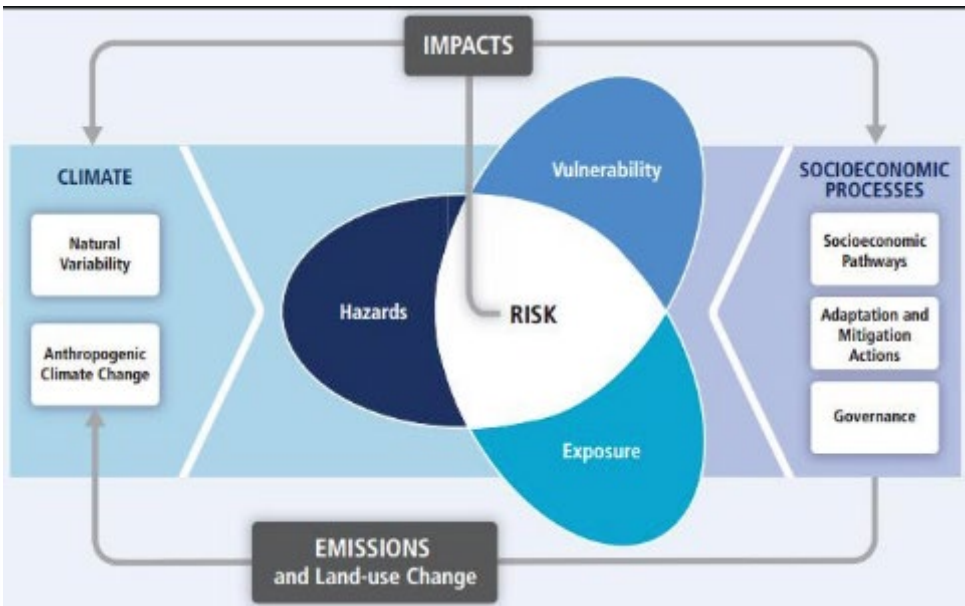 IMPACTS
CLIMATE
Natural
Variability
Anthropogenic
Climate Change
Vulnerability
Hazards
RISK
Exposure
SOCIOECONOMIC
PROCESSES
Socioeconomic
Pathways
Adaptation and
Mitigation
Actions
Governance
EMISSIONS
and Land-use Change